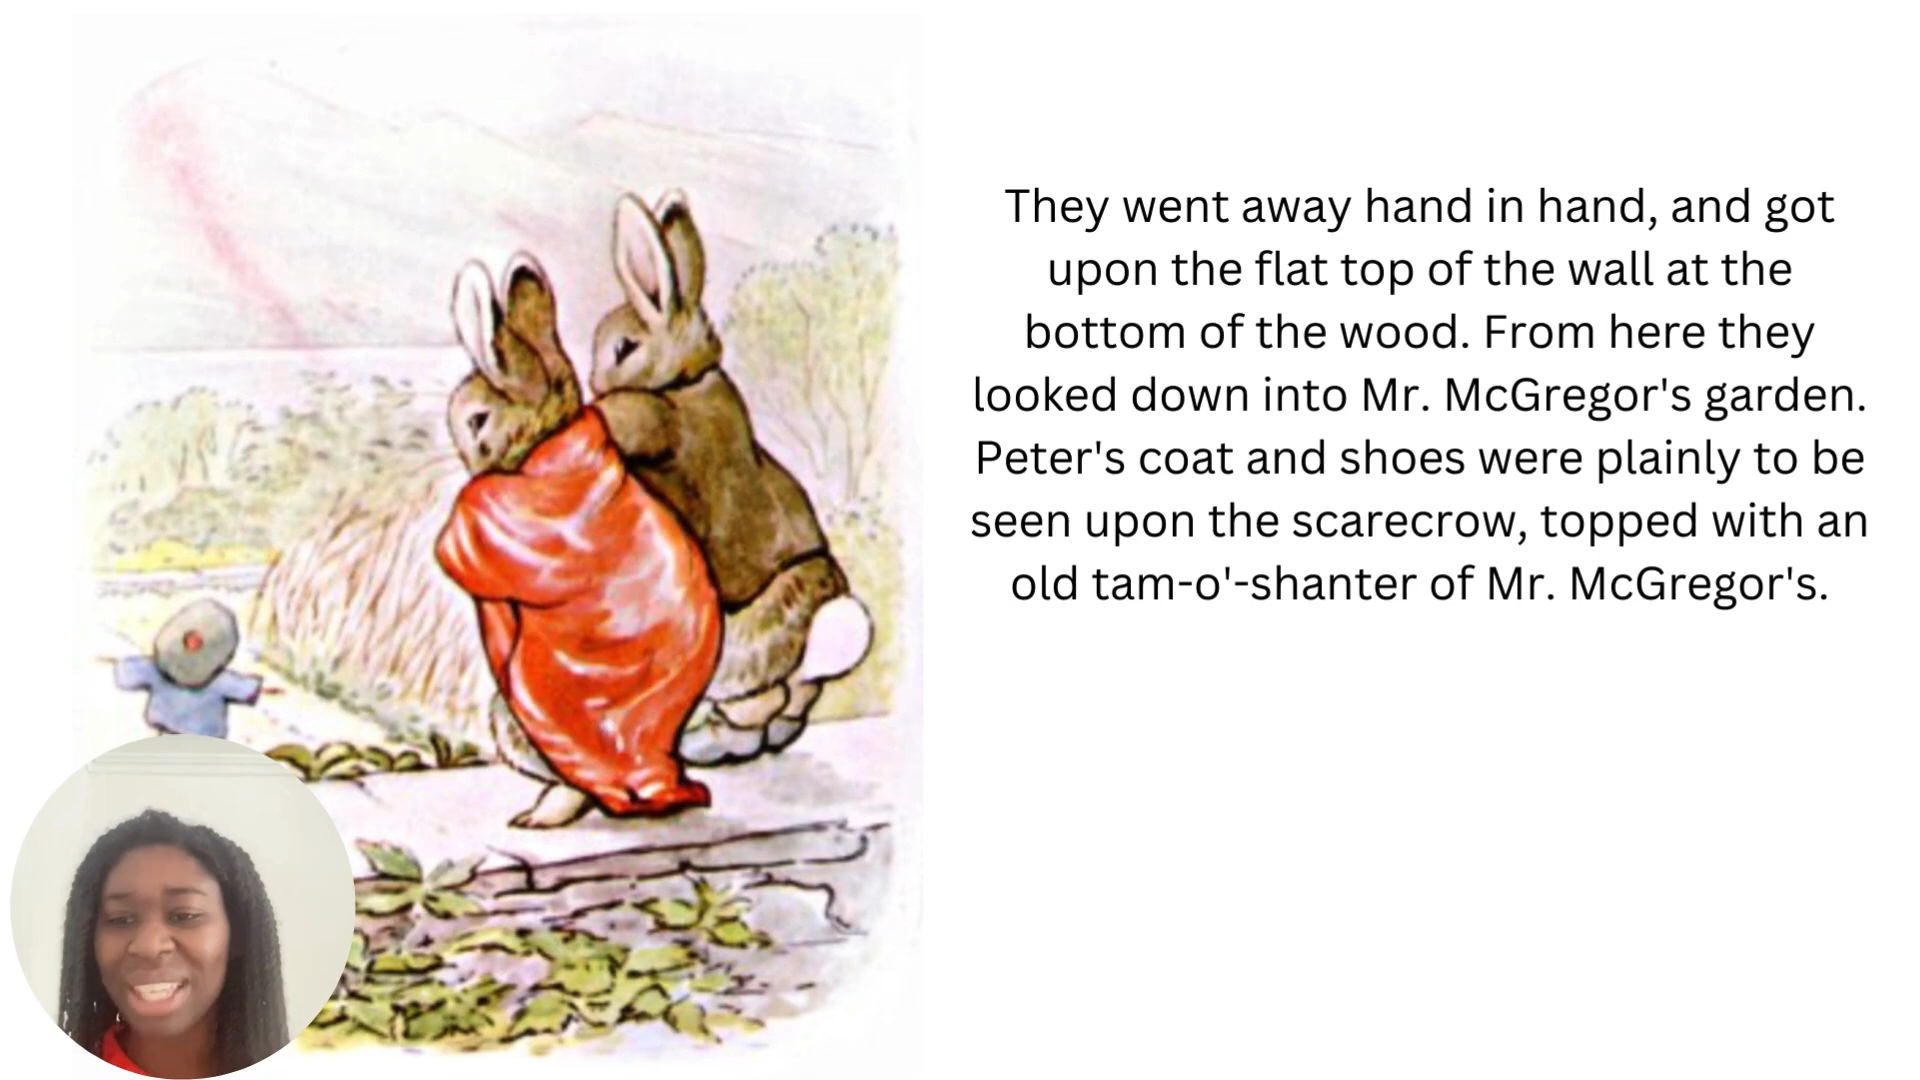 They went away hand in hand, and got
upon the flat top of the wall at the
bottom of the wood. From here they
looked down into Mr. McGregor's garden.
Peter's coat and shoes were plainly to be
seen upon the scarecrow, topped with an
old tam-o'-shanter of Mr. McGregor's.